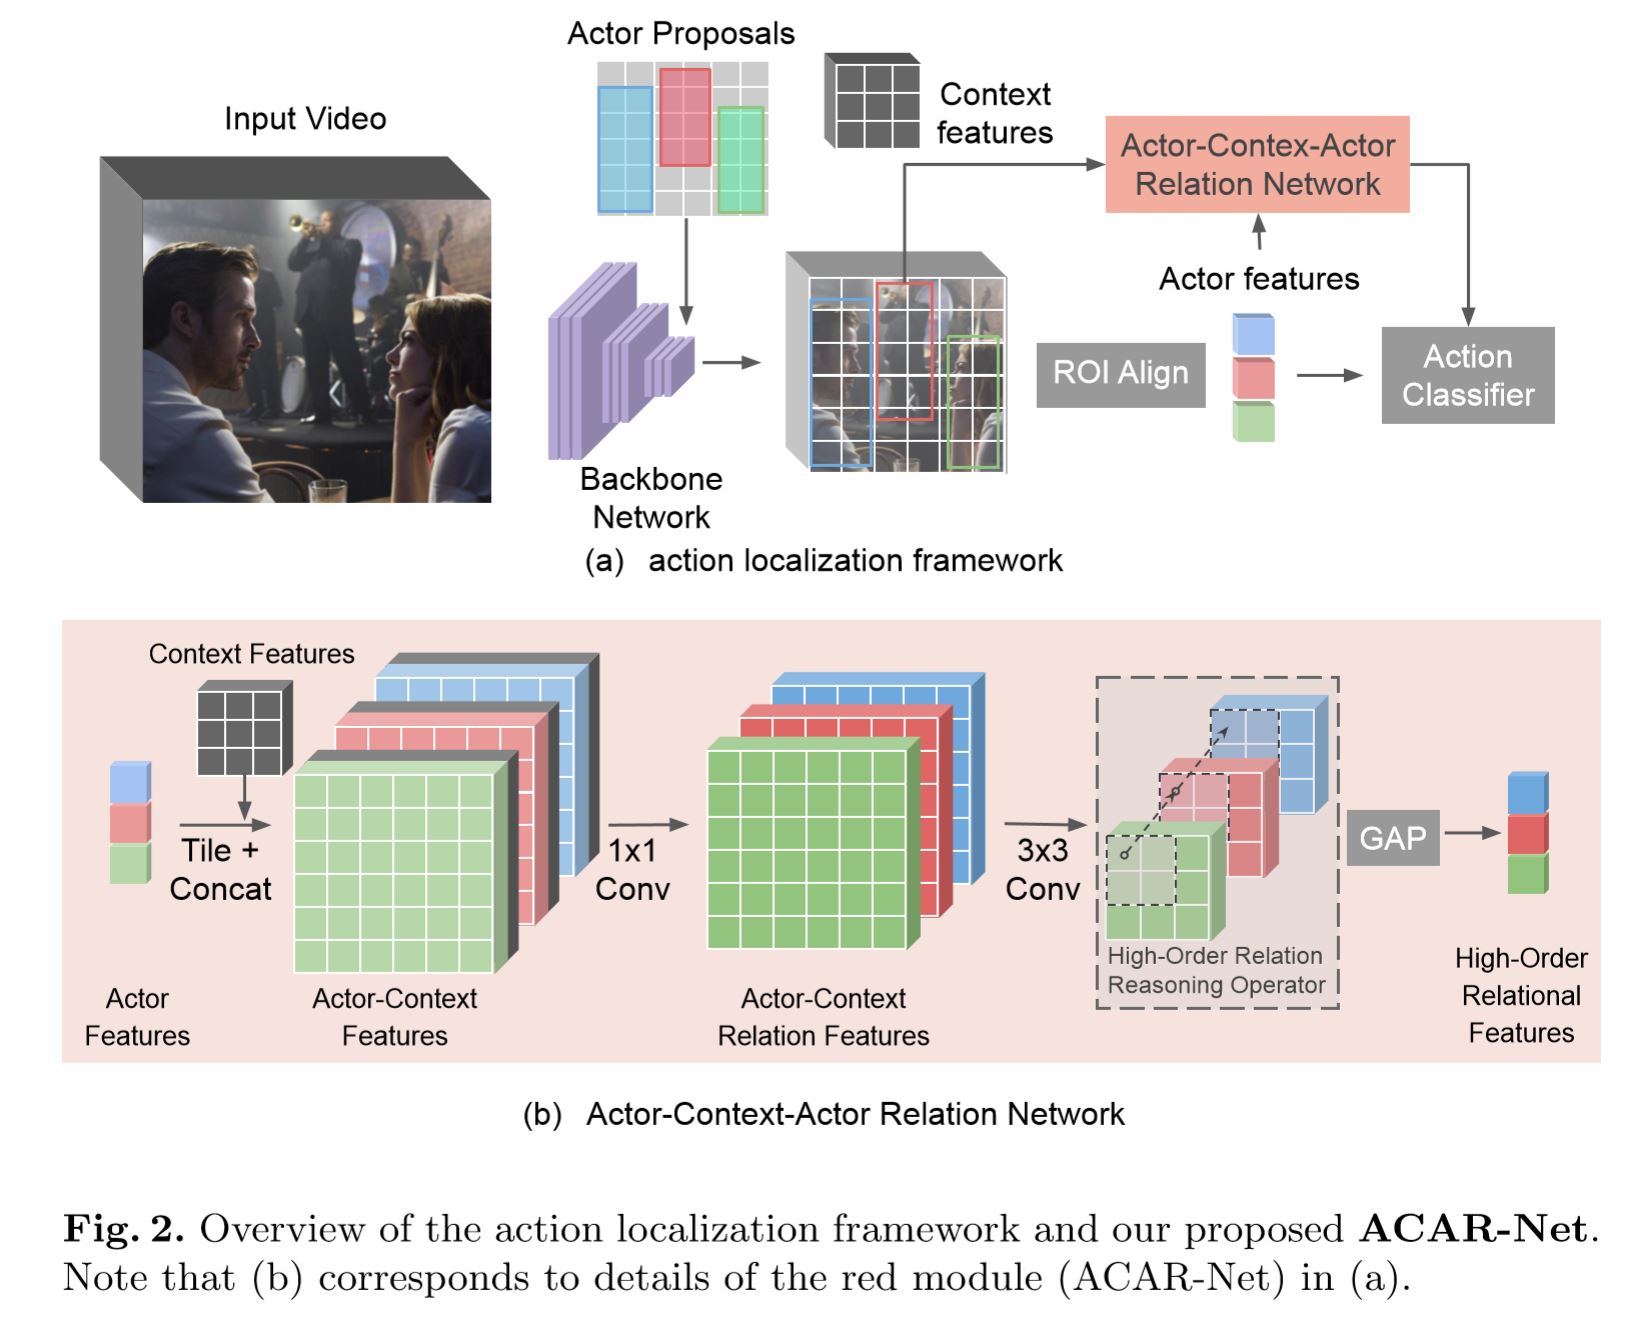 Actor Proposals
Input Video
Context
features
Actor-Contex-Actor
Relation Network
Actor features
ROI Align
Action
Classifier
Backbone
Network
(a) action localization framework
Context Features
Tile +
Concat
1x1
Conv
3x3
Conv
GAP
High-Order Relation
Reasoning Operator
Actor
Features
Actor-Context
Features
Actor-Context
Relation Features
High-Order
Relational
Features
(b) Actor-Context-Actor Relation Network
Fig. 2. Overview of the action localization framework and our proposed ACAR-Net.
Note that (b) corresponds to details of the red module (ACAR-Net) in (a).